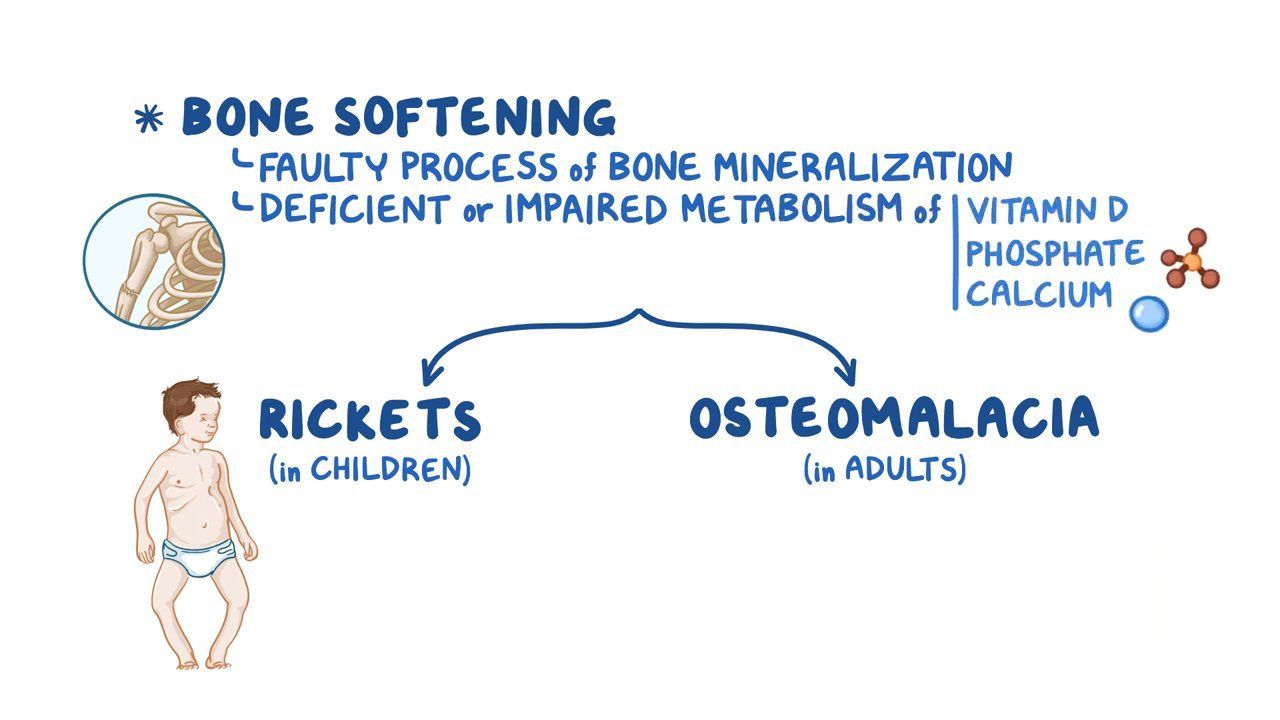 * BONE SOFTENING
FAULTY PROCESS of BONE MINERALIZATION
DEFICIENT or IMPAIRED METABOLISM of VITAMIN D
PHOSPHATE
CALCIUM
RICKETS OSTEOMALACIA
(in CHILDREN) (in ADULTS)